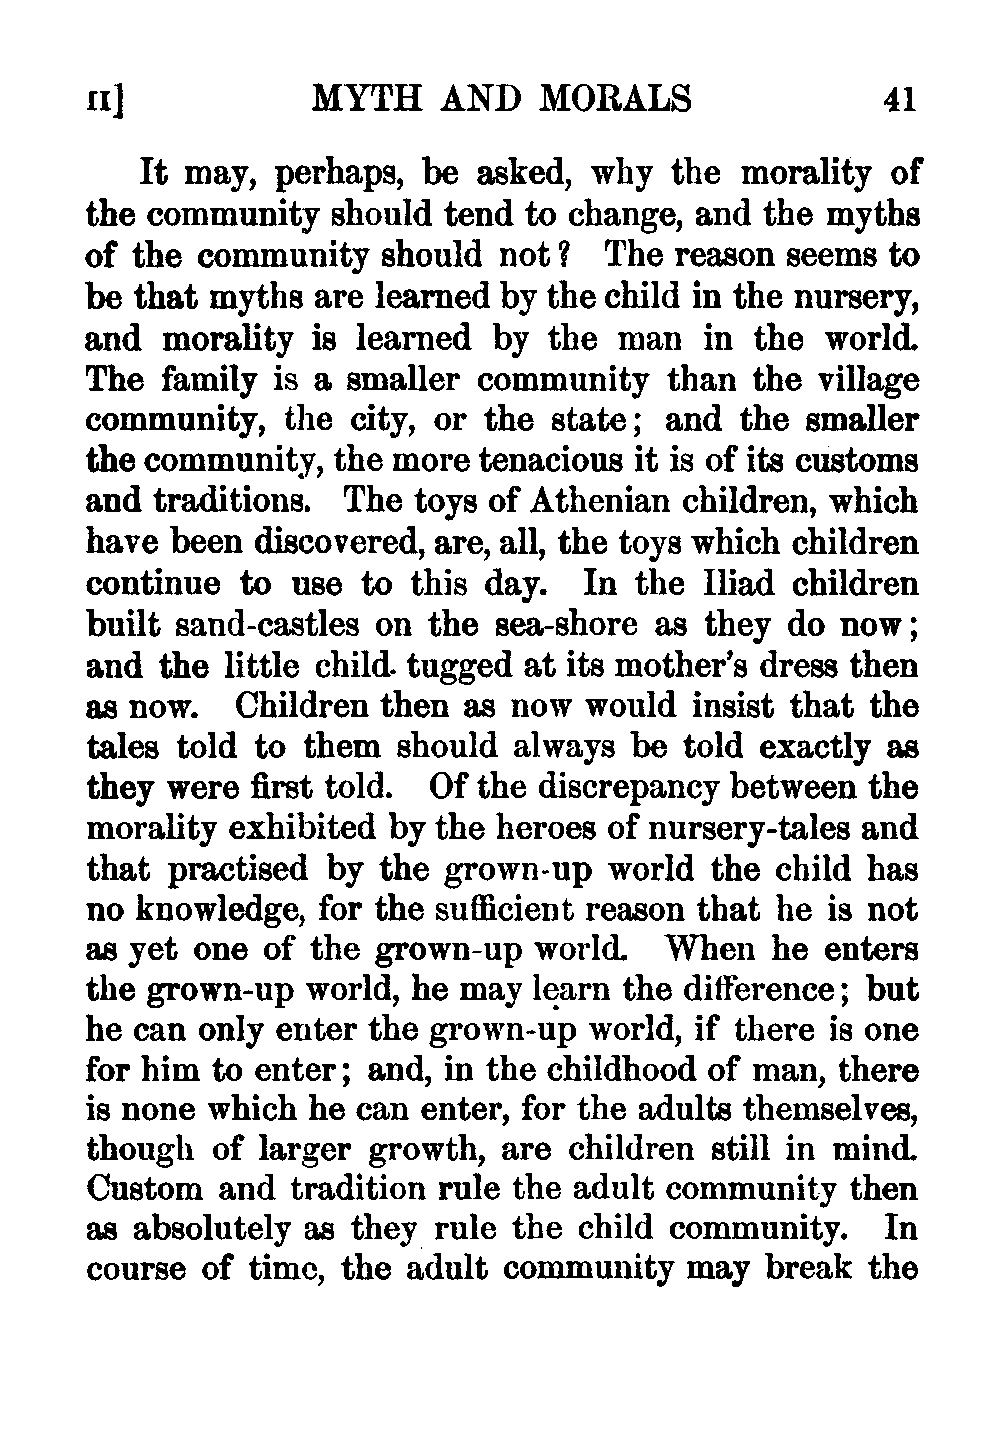 II] MYTH AND MORALS 41
It may, perhaps, be asked, why the morality of
the community should tend to change, and the myths
of the community should not? The reason seems to
be that myths are learned by the child in the nursery,
and morality is learned by the man in the world.
The family is a smaller community than the village
community, the city, or the state; and the smaller
the community, the more tenacious it is of its customs
and traditions. The toys of Athenian children, which
have been discovered, are, all, the toys which children
continue to use to this day. In the Iliad children
built sand-castles on the sea-shore as they do now;
and the little child tugged at its mother's dress then
as now. Children then as now would insist that the
tales told to them should always be told exactly as
they were first told. Of the discrepancy between the
morality exhibited by the heroes of nursery-tales and
that practised by the grown-up world the child has
no knowledge, for the sufficient reason that he is not
as yet one of the grown-up world. When he enters
the grown-up world, he may learn the difference; but
he can only enter the grown-up world, if there is one
for him to enter; and, in the childhood of man, there
is none which he can enter, for the adults themselves,
though of larger growth, are children still in mind.
Custom and tradition rule the adult community then
as absolutely as they rule the child community. In
course of time, the adult community may break the